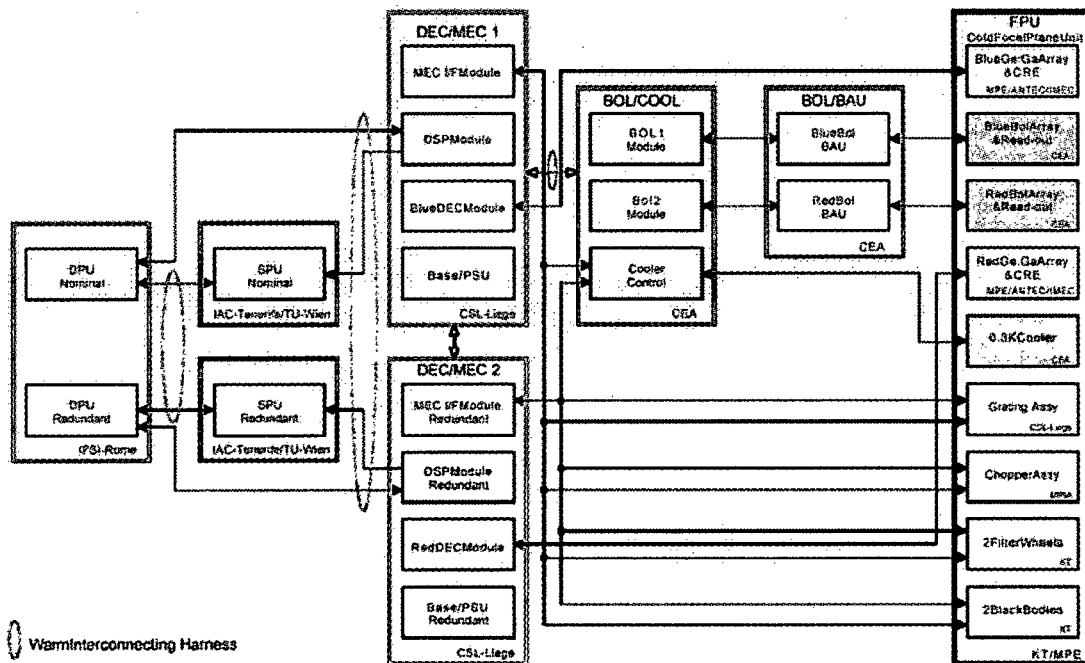 DEC/MEC 1
MEC I/FModule
DSPModule
BlueDECModule
Base/PSU
CSL-Liege
DPU
Nominal
DPU
Redundant
IFSI-Rome
SPU
Nominal
IAC-Tenerife/TU-Wien
SPU
Redundant
IAC-Tenerife/TU-Wien
DEC/MEC 2
MEC I/FModule
Redundant
DSPModule
Redundant
RedDECModule
Base/PSU
Redundant
CSL-Liege
BOL/COOL
BOL1
Module
Bol2
Module
Cooler
Control
CEA
BOL/BAU
BlueBol
BAU
RedBol
BAU
CEA
FPU
ColdFocalPlaneUnit
BlueGe:GaArray
&CRE
MPE/ANTEC/IMEC
BlueBolArray
&Read-out
CEA
RedBolArray
&Read-out
CEA
RedGe:GaArray
&CRE
MPE/ANTEC/IMEC
0.3KCooler
CEA
Grating Assy
CSL-Liege
ChopperAssy
MPIA
2FilterWheels
KT
2BlackBodies
KT
KT/MPE
WarmInterconnecting Harness